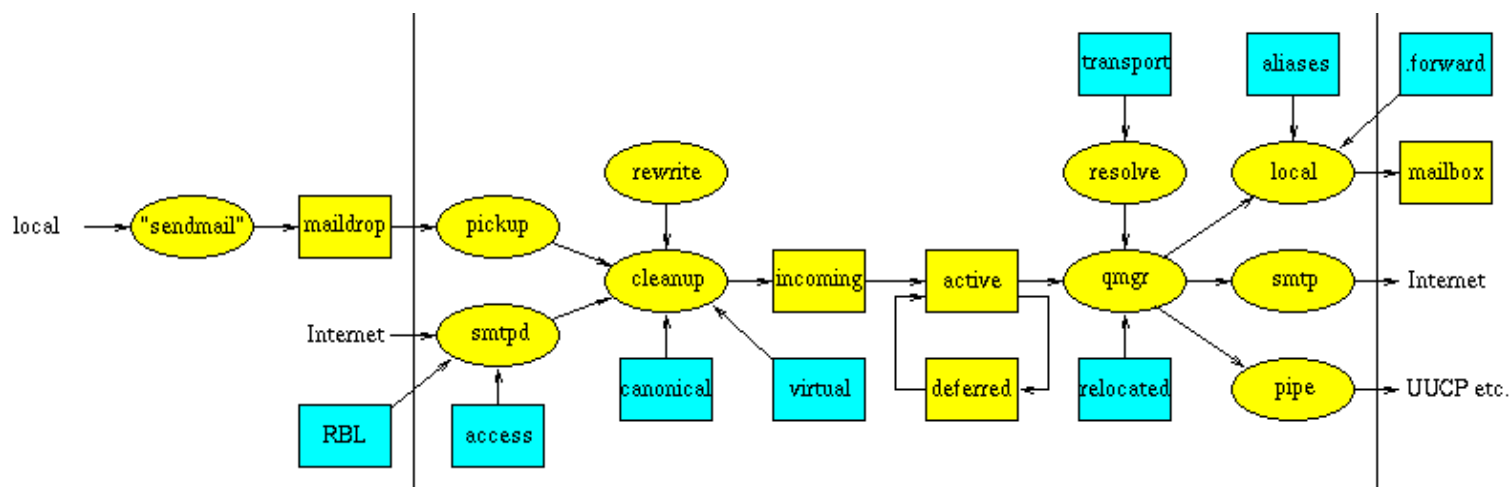 transport
aliases
.forward
rewrite
resolve
local
mailbox
local
"sendmail"
maildrop
pickup
cleanup
incoming
active
qmgr
smtp
Internet
Internet
smtpd
canonical
virtual
deferred
relocated
pipe
UUCP etc.
RBL
access